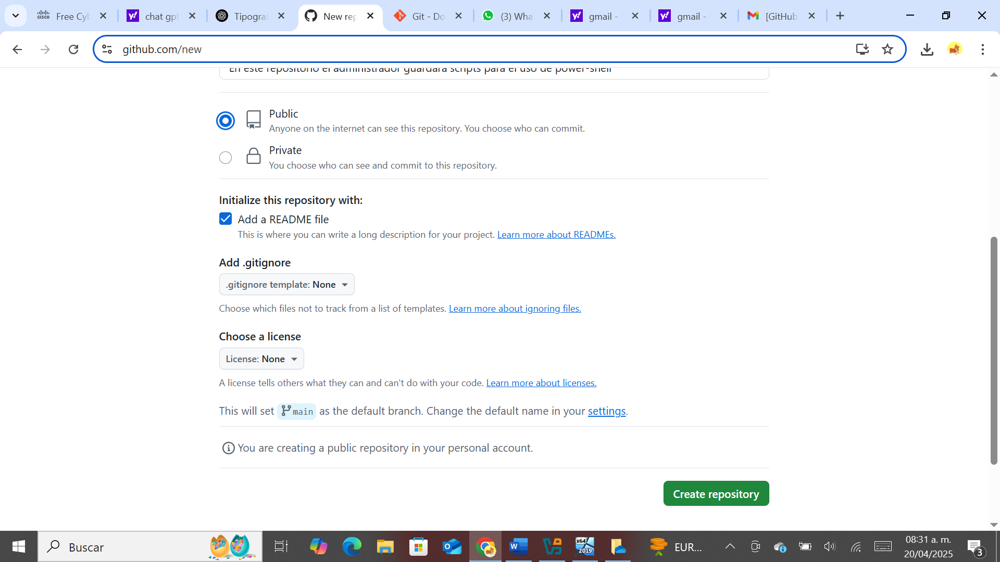 Free Cyb
chat gpt
Tipograf
New rep
Git - Do
(3) Wha
gmail -
gmail -
[GitHub
github.com/new
En este repositorio el administrador guardara scripts para el uso de power-shell
Public
Anyone on the internet can see this repository. You choose who can commit.
Private
You choose who can see and commit to this repository.
Initialize this repository with:
Add a README file
This is where you can write a long description for your project. Learn more about READMEs.
Add .gitignore
.gitignore template: None
Choose which files not to track from a list of templates. Learn more about ignoring files.
Choose a license
License: None
A license tells others what they can and can't do with your code. Learn more about licenses.
This will set main as the default branch. Change the default name in your settings.
You are creating a public repository in your personal account.
Create repository
Buscar
x64
2019
EUR...
08:31 a. m.
20/04/2025
3